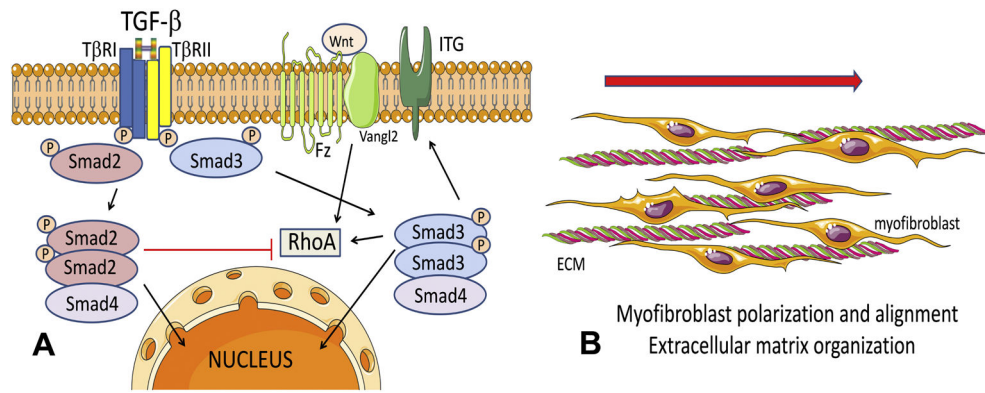 TGF-β
TβRI
TβRII
Wnt
ITG
P
P
P
P
Smad2
Smad3
Fz
Vangl2
P
P
Smad2
Smad2
Smad4
RhoA
P
P
Smad3
Smad3
Smad4
A
NUCLEUS
myofibroblast
ECM
B
Myofibroblast polarization and alignment
Extracellular matrix organization